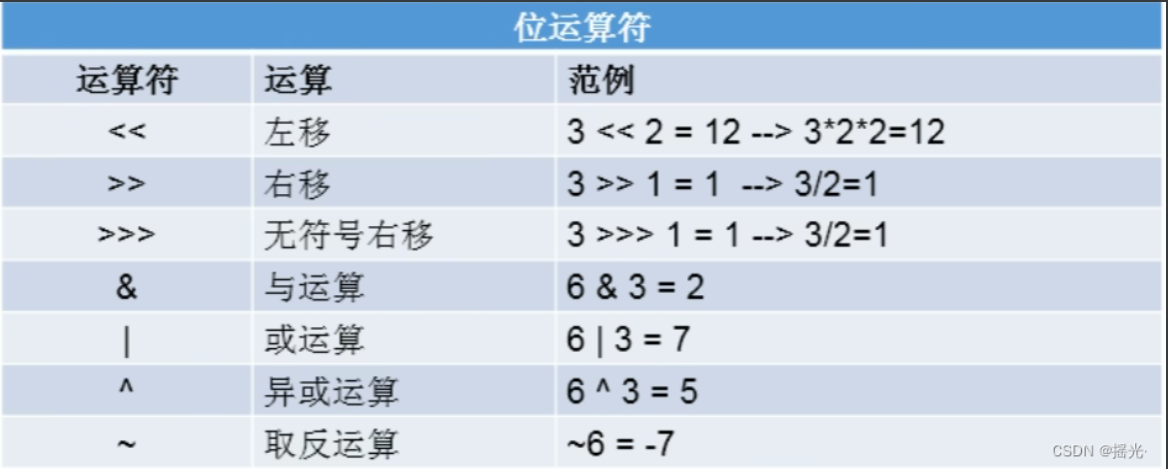 位运算符
运算符 运算 范例
<< 左移 3 << 2 = 12 --> 3*2*2=12
>> 右移 3 >> 1 = 1 --> 3/2=1
>>> 无符号右移 3 >>> 1 = 1 --> 3/2=1
& 与运算 6 & 3 = 2
| 或运算 6 | 3 = 7
^ 异或运算 6 ^ 3 = 5
~ 取反运算 ~6 = -7
CSDN @摇光·